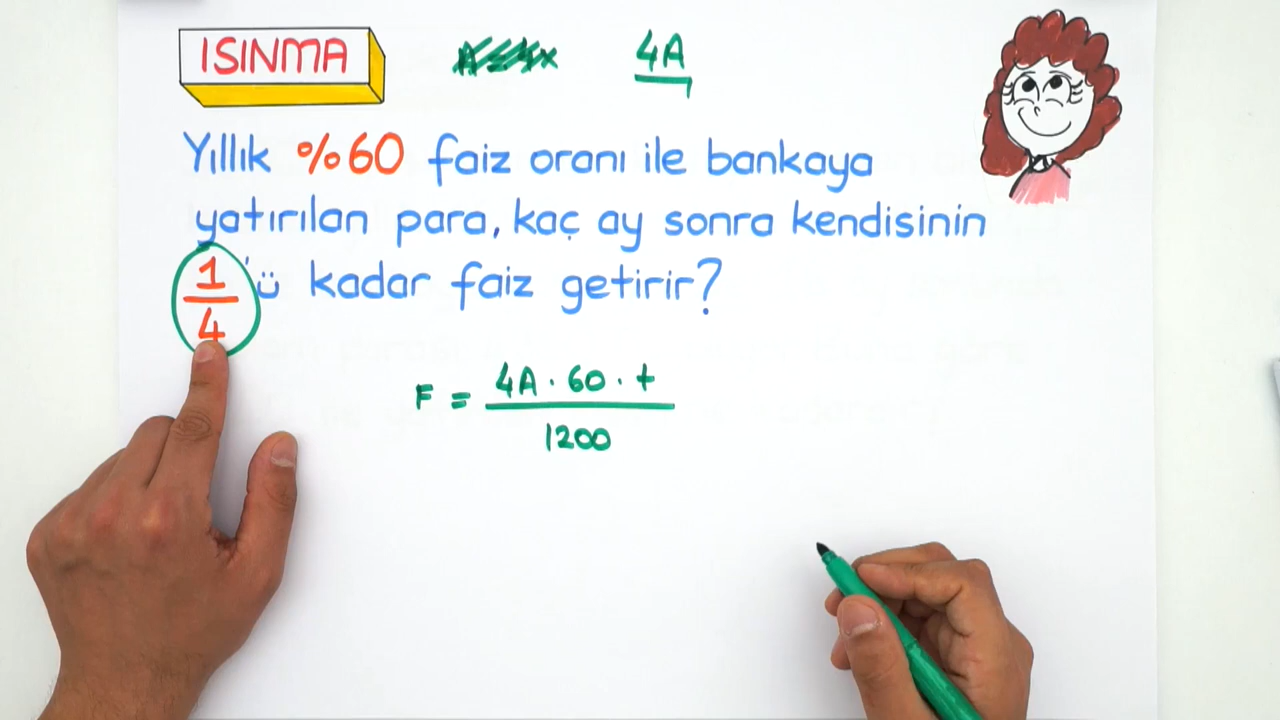 ISINMA
4A
Yıllık %60 faiz oranı ile bankaya
yatırılan para, kaç ay sonra kendisinin
1/4 'ü kadar faiz getirir?
F = 4A · 60 · t / 1200